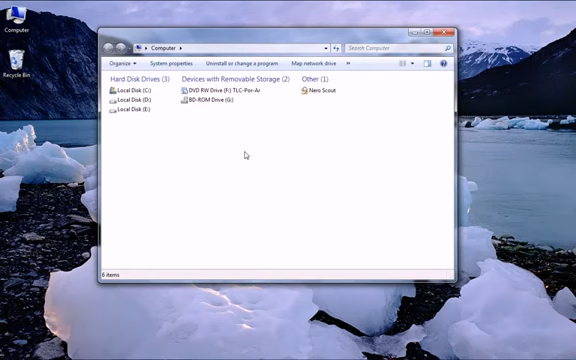 Computer
Recycle Bin
Computer
Search Computer
Organize
System properties
Uninstall or change a program
Map network drive
»
Hard Disk Drives (3)
Local Disk (C:)
Local Disk (D:)
Local Disk (E:)
Devices with Removable Storage (2)
DVD RW Drive (F:) TLC-Por-Ar
BD-ROM Drive (G:)
Other (1)
Nero Scout
6 items